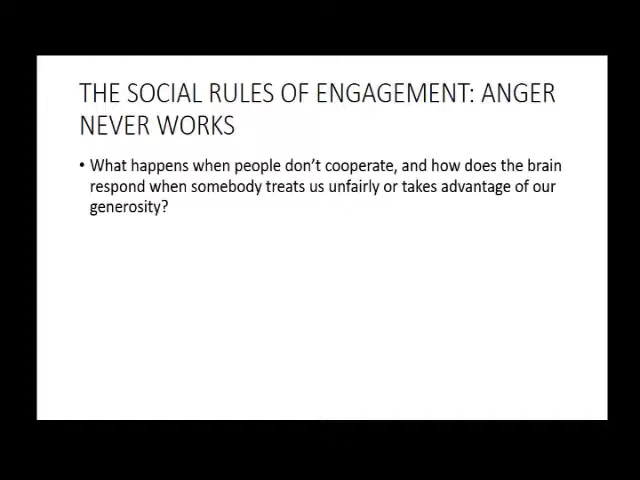 THE SOCIAL RULES OF ENGAGEMENT: ANGER
NEVER WORKS
• What happens when people don’t cooperate, and how does the brain
respond when somebody treats us unfairly or takes advantage of our
generosity?